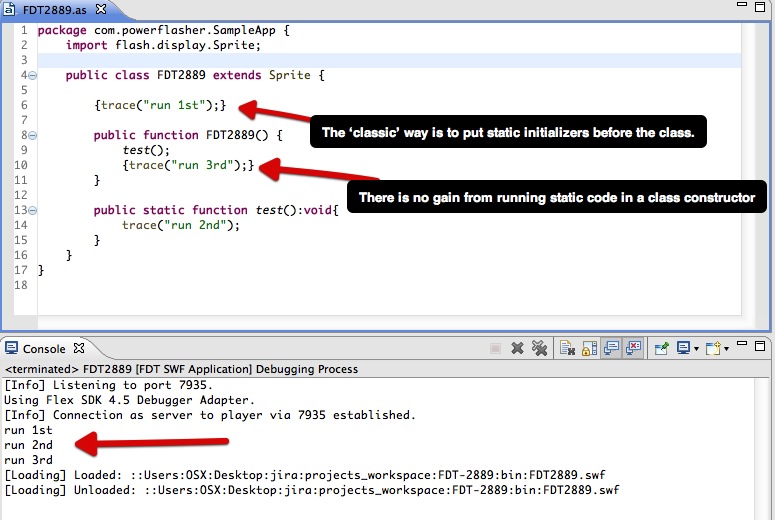 FDT2889.as
1 package com.powerflasher.SampleApp {
2 import flash.display.Sprite;
3
4 public class FDT2889 extends Sprite {
5
6 {trace("run 1st");}
7
The ‘classic’ way is to put static initializers before the class.
8 public function FDT2889() {
9 test();
10 {trace("run 3rd");}
11 }
There is no gain from running static code in a class constructor
12
13 public static function test():void{
14 trace("run 2nd");
15 }
16 }
17 }
18
Console
<terminated> FDT2889 [FDT SWF Application] Debugging Process
[Info] Listening to port 7935.
Using Flex SDK 4.5 Debugger Adapter.
[Info] Connection as server to player via 7935 established.
run 1st
run 2nd
run 3rd
[Loading] Loaded: ::Users:OSX:Desktop:jira:projects_workspace:FDT-2889:bin:FDT2889.swf
[Loading] Unloaded: ::Users:OSX:Desktop:jira:projects_workspace:FDT-2889:bin:FDT2889.swf